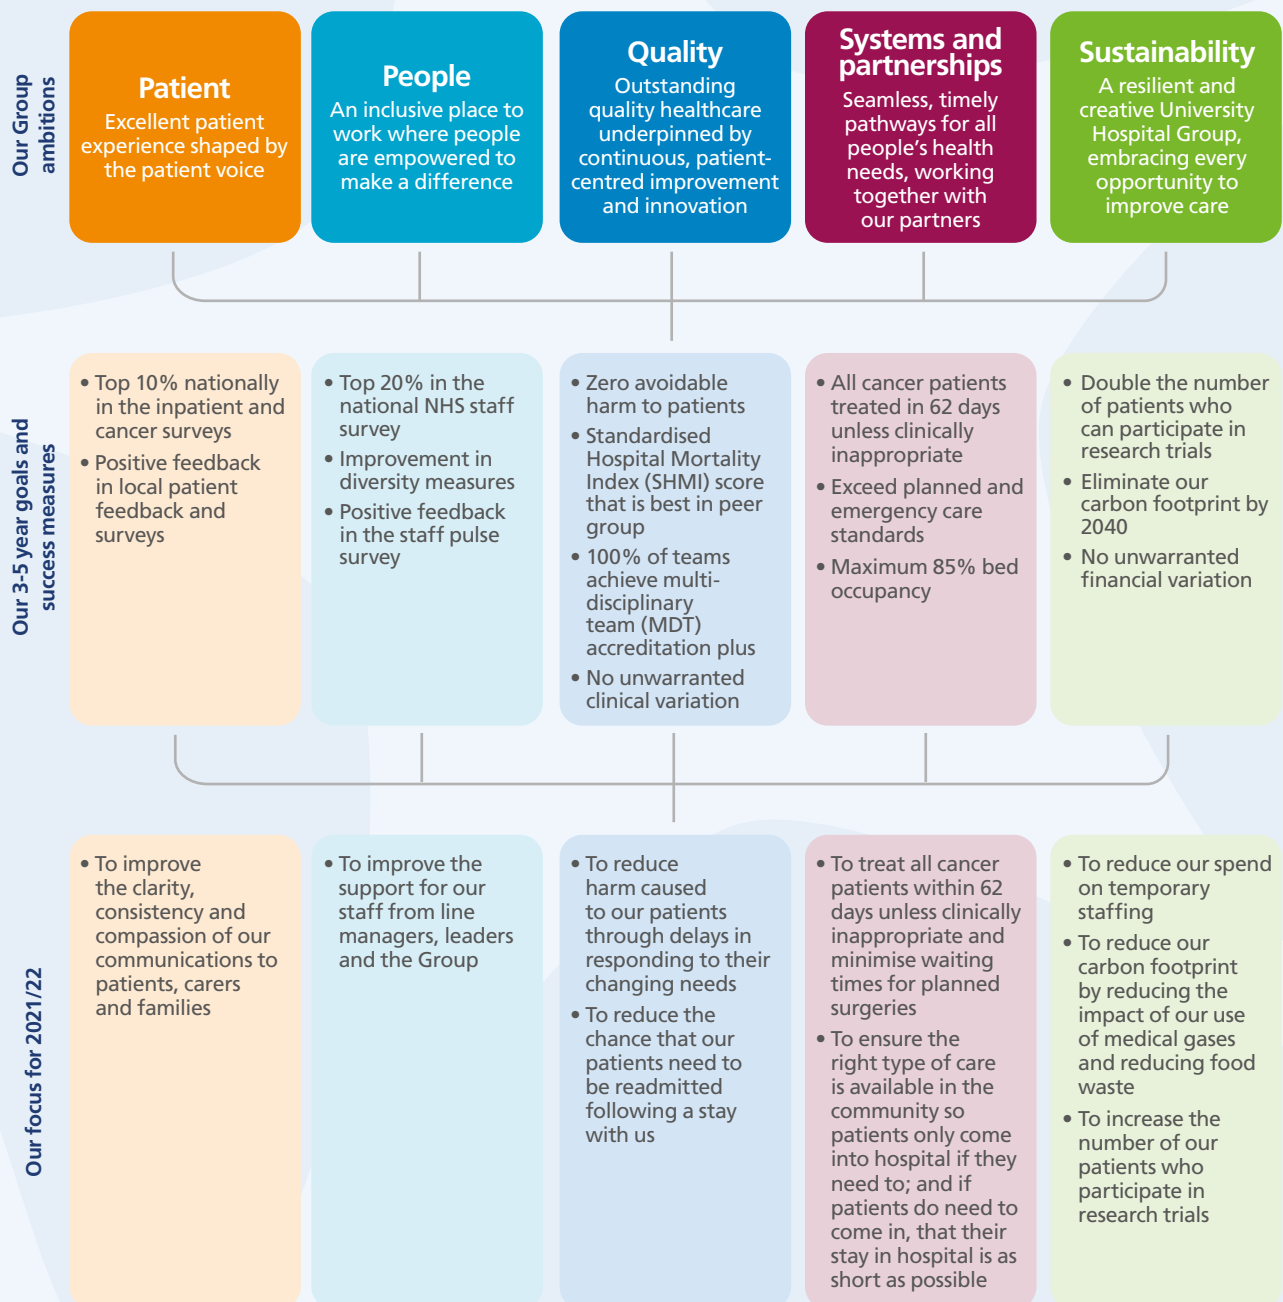 Our Group
ambitions
Patient
Excellent patient
experience shaped by
the patient voice
People
An inclusive place to
work where people
are empowered to
make a difference
Quality
Outstanding
quality healthcare
underpinned by
continuous, patient-
centred improvement
and innovation
Systems and
partnerships
Seamless, timely
pathways for all
people's health
needs, working
together with
our partners
Sustainability
A resilient and
creative University
Hospital Group,
embracing every
opportunity to
improve care
Our 3-5 year goals and
success measures
• Top 10% nationally
in the inpatient and
cancer surveys
• Positive feedback
in local patient
feedback and
surveys
• Top 20% in the
national NHS staff
survey
• Improvement in
diversity measures
• Positive feedback
in the staff pulse
survey
• Zero avoidable
harm to patients
• Standardised
Hospital Mortality
Index (SHMI) score
that is best in peer
group
• 100% of teams
achieve multi-
disciplinary
team (MDT)
accreditation plus
• No unwarranted
clinical variation
• All cancer patients
treated in 62 days
unless clinically
inappropriate
• Exceed planned and
emergency care
standards
• Maximum 85% bed
occupancy
• Double the number
of patients who
can participate in
research trials
• Eliminate our
carbon footprint by
2040
• No unwarranted
financial variation
Our focus for 2021/22
• To improve
the clarity,
consistency and
compassion of our
communications to
patients, carers
and families
• To improve the
support for our
staff from line
managers, leaders
and the Group
• To reduce
harm caused
to our patients
through delays in
responding to their
changing needs
• To reduce the
chance that our
patients need to
be readmitted
following a stay
with us
• To treat all cancer
patients within 62
days unless clinically
inappropriate and
minimise waiting
times for planned
surgeries
• To ensure the
right type of care
is available in the
community so
patients only come
into hospital if they
need to; and if
patients do need to
come in, that their
stay in hospital is as
short as possible
• To reduce our spend
on temporary
staffing
• To reduce our
carbon footprint
by reducing the
impact of our use
of medical gases
and reducing food
waste
• To increase the
number of our
patients who
participate in
research trials